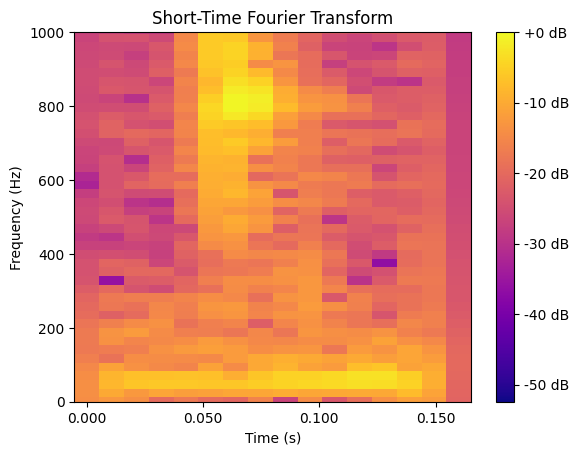 Short-Time Fourier Transform
1000
800
600
400
200
0
Frequency (Hz)
0.000
0.050
0.100
0.150
Time (s)
+0 dB
-10 dB
-20 dB
-30 dB
-40 dB
-50 dB